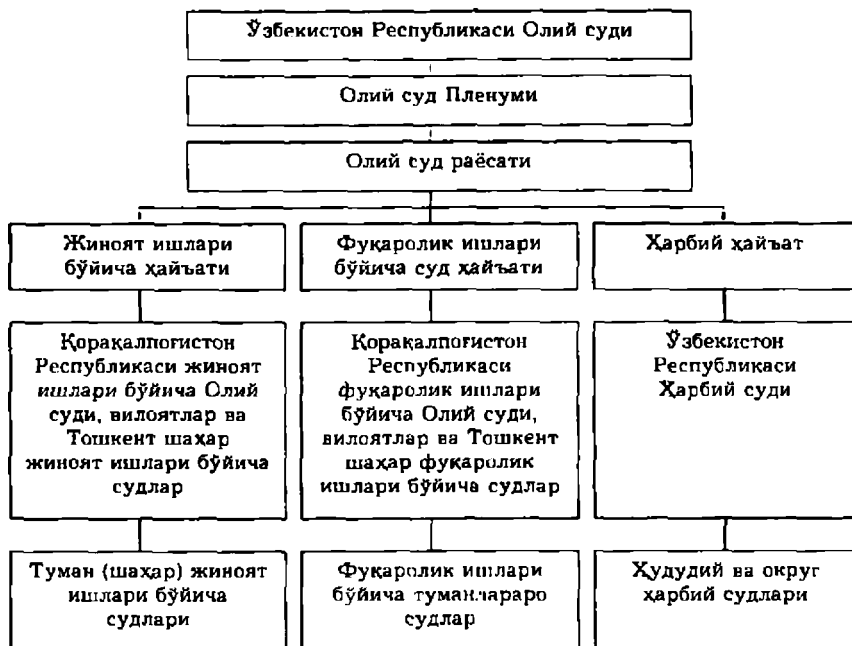 Ўзбекистон Республикаси Олий суди
Олий суд Пленуми
Олий суд раёсати
Жиноят ишлари
бўйича ҳайъати
Фуқаролик ишлари
бўйича суд ҳайъати
Ҳарбий ҳайъат
Қорақалпоғистон
Республикаси жиноят
ишлари бўйича Олий
суди, вилоятлар ва
Тошкент шаҳар
жиноят ишлари бўйича
судлар
Қорақалпоғистон
Республикаси
фуқаролик ишлари
бўйича Олий суди,
вилоятлар ва Тошкент
шаҳар фуқаролик
ишлари бўйича судлар
Ўзбекистон
Республикаси
Ҳарбий суди
Туман (шаҳар) жиноят
ишлари бўйича
судлари
Фуқаролик ишлари
бўйича туманлараро
судлар
Ҳудудий ва округ
ҳарбий судлари